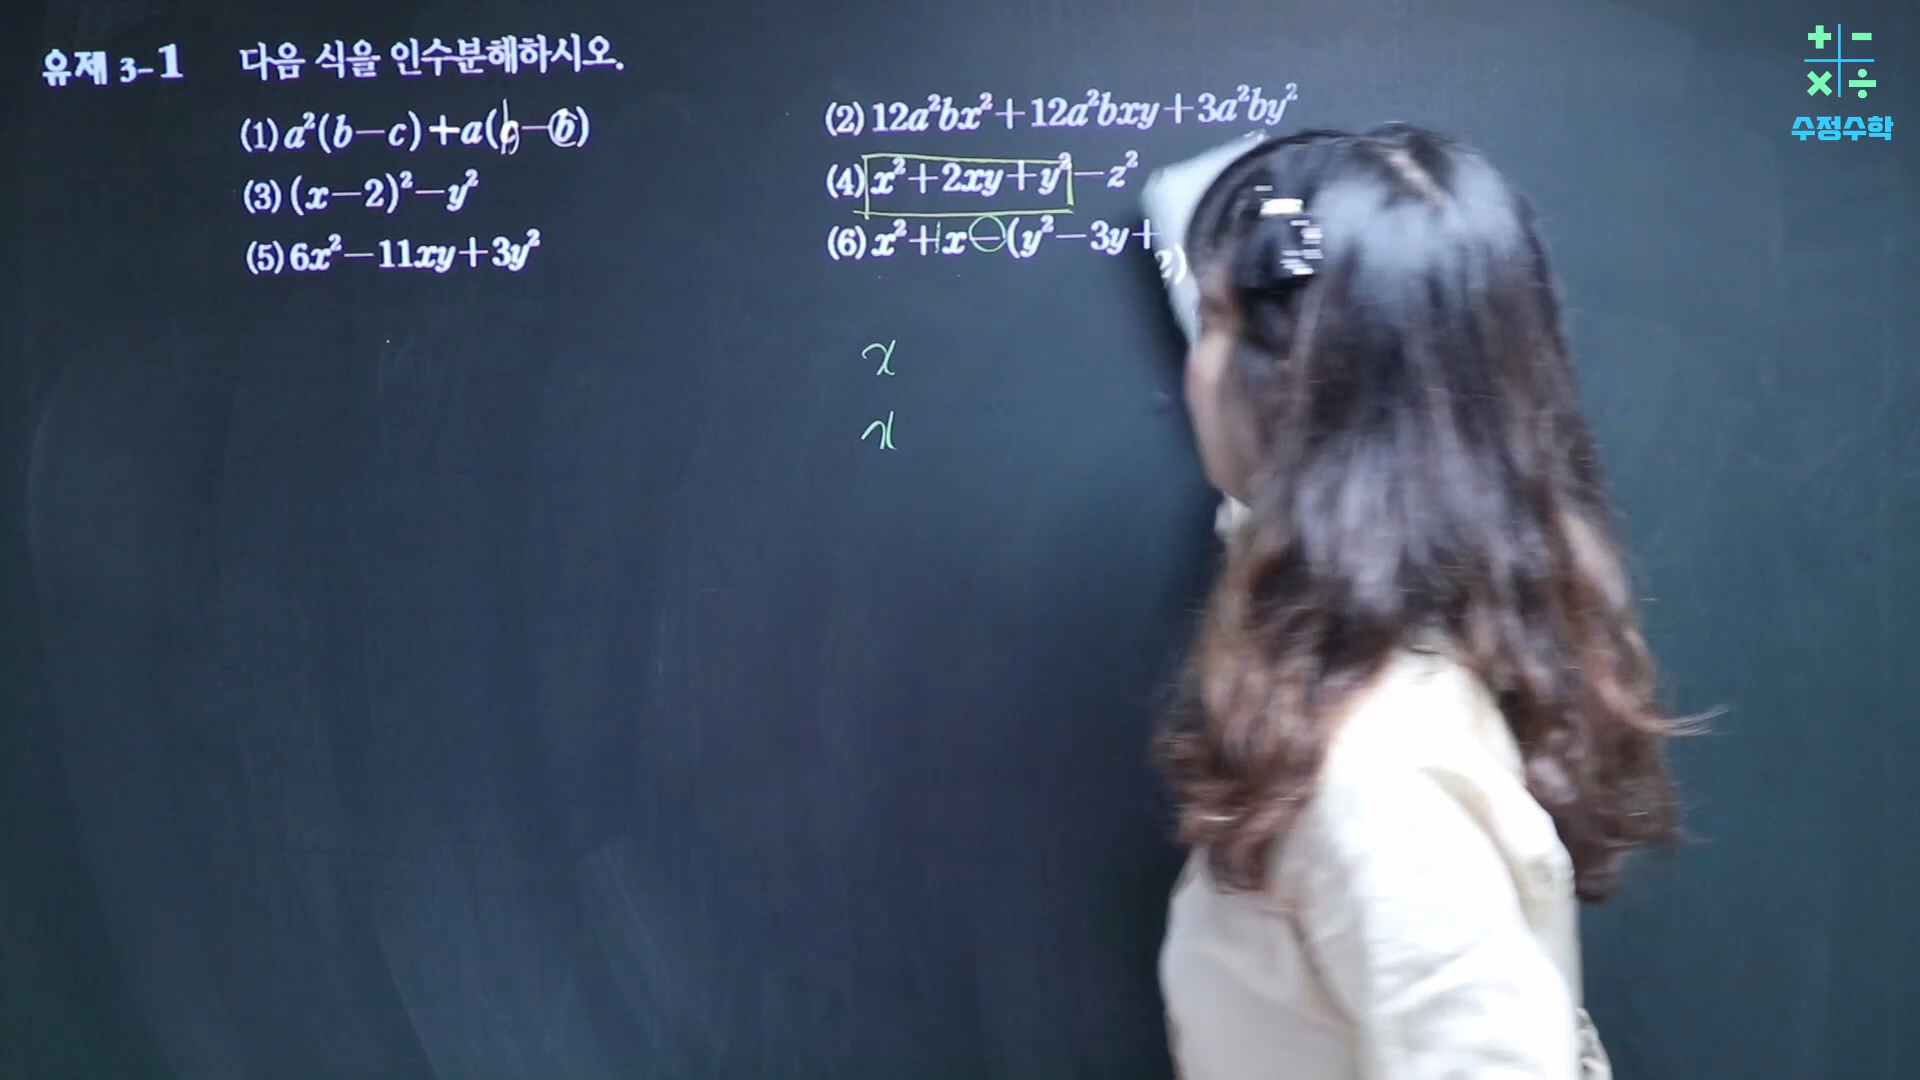 유제 3-1 다음 식을 인수분해하시오.
(1) a²(b-c)+a(b-c)
(2) 12a²bx²+12a²bxy+3a²by²
(3) (x-2)²-y²
(4) x²+2xy+y²-z²
(5) 6x²-11xy+3y²
(6) x²+x-(y²-3y+2)
x
x
수정수학